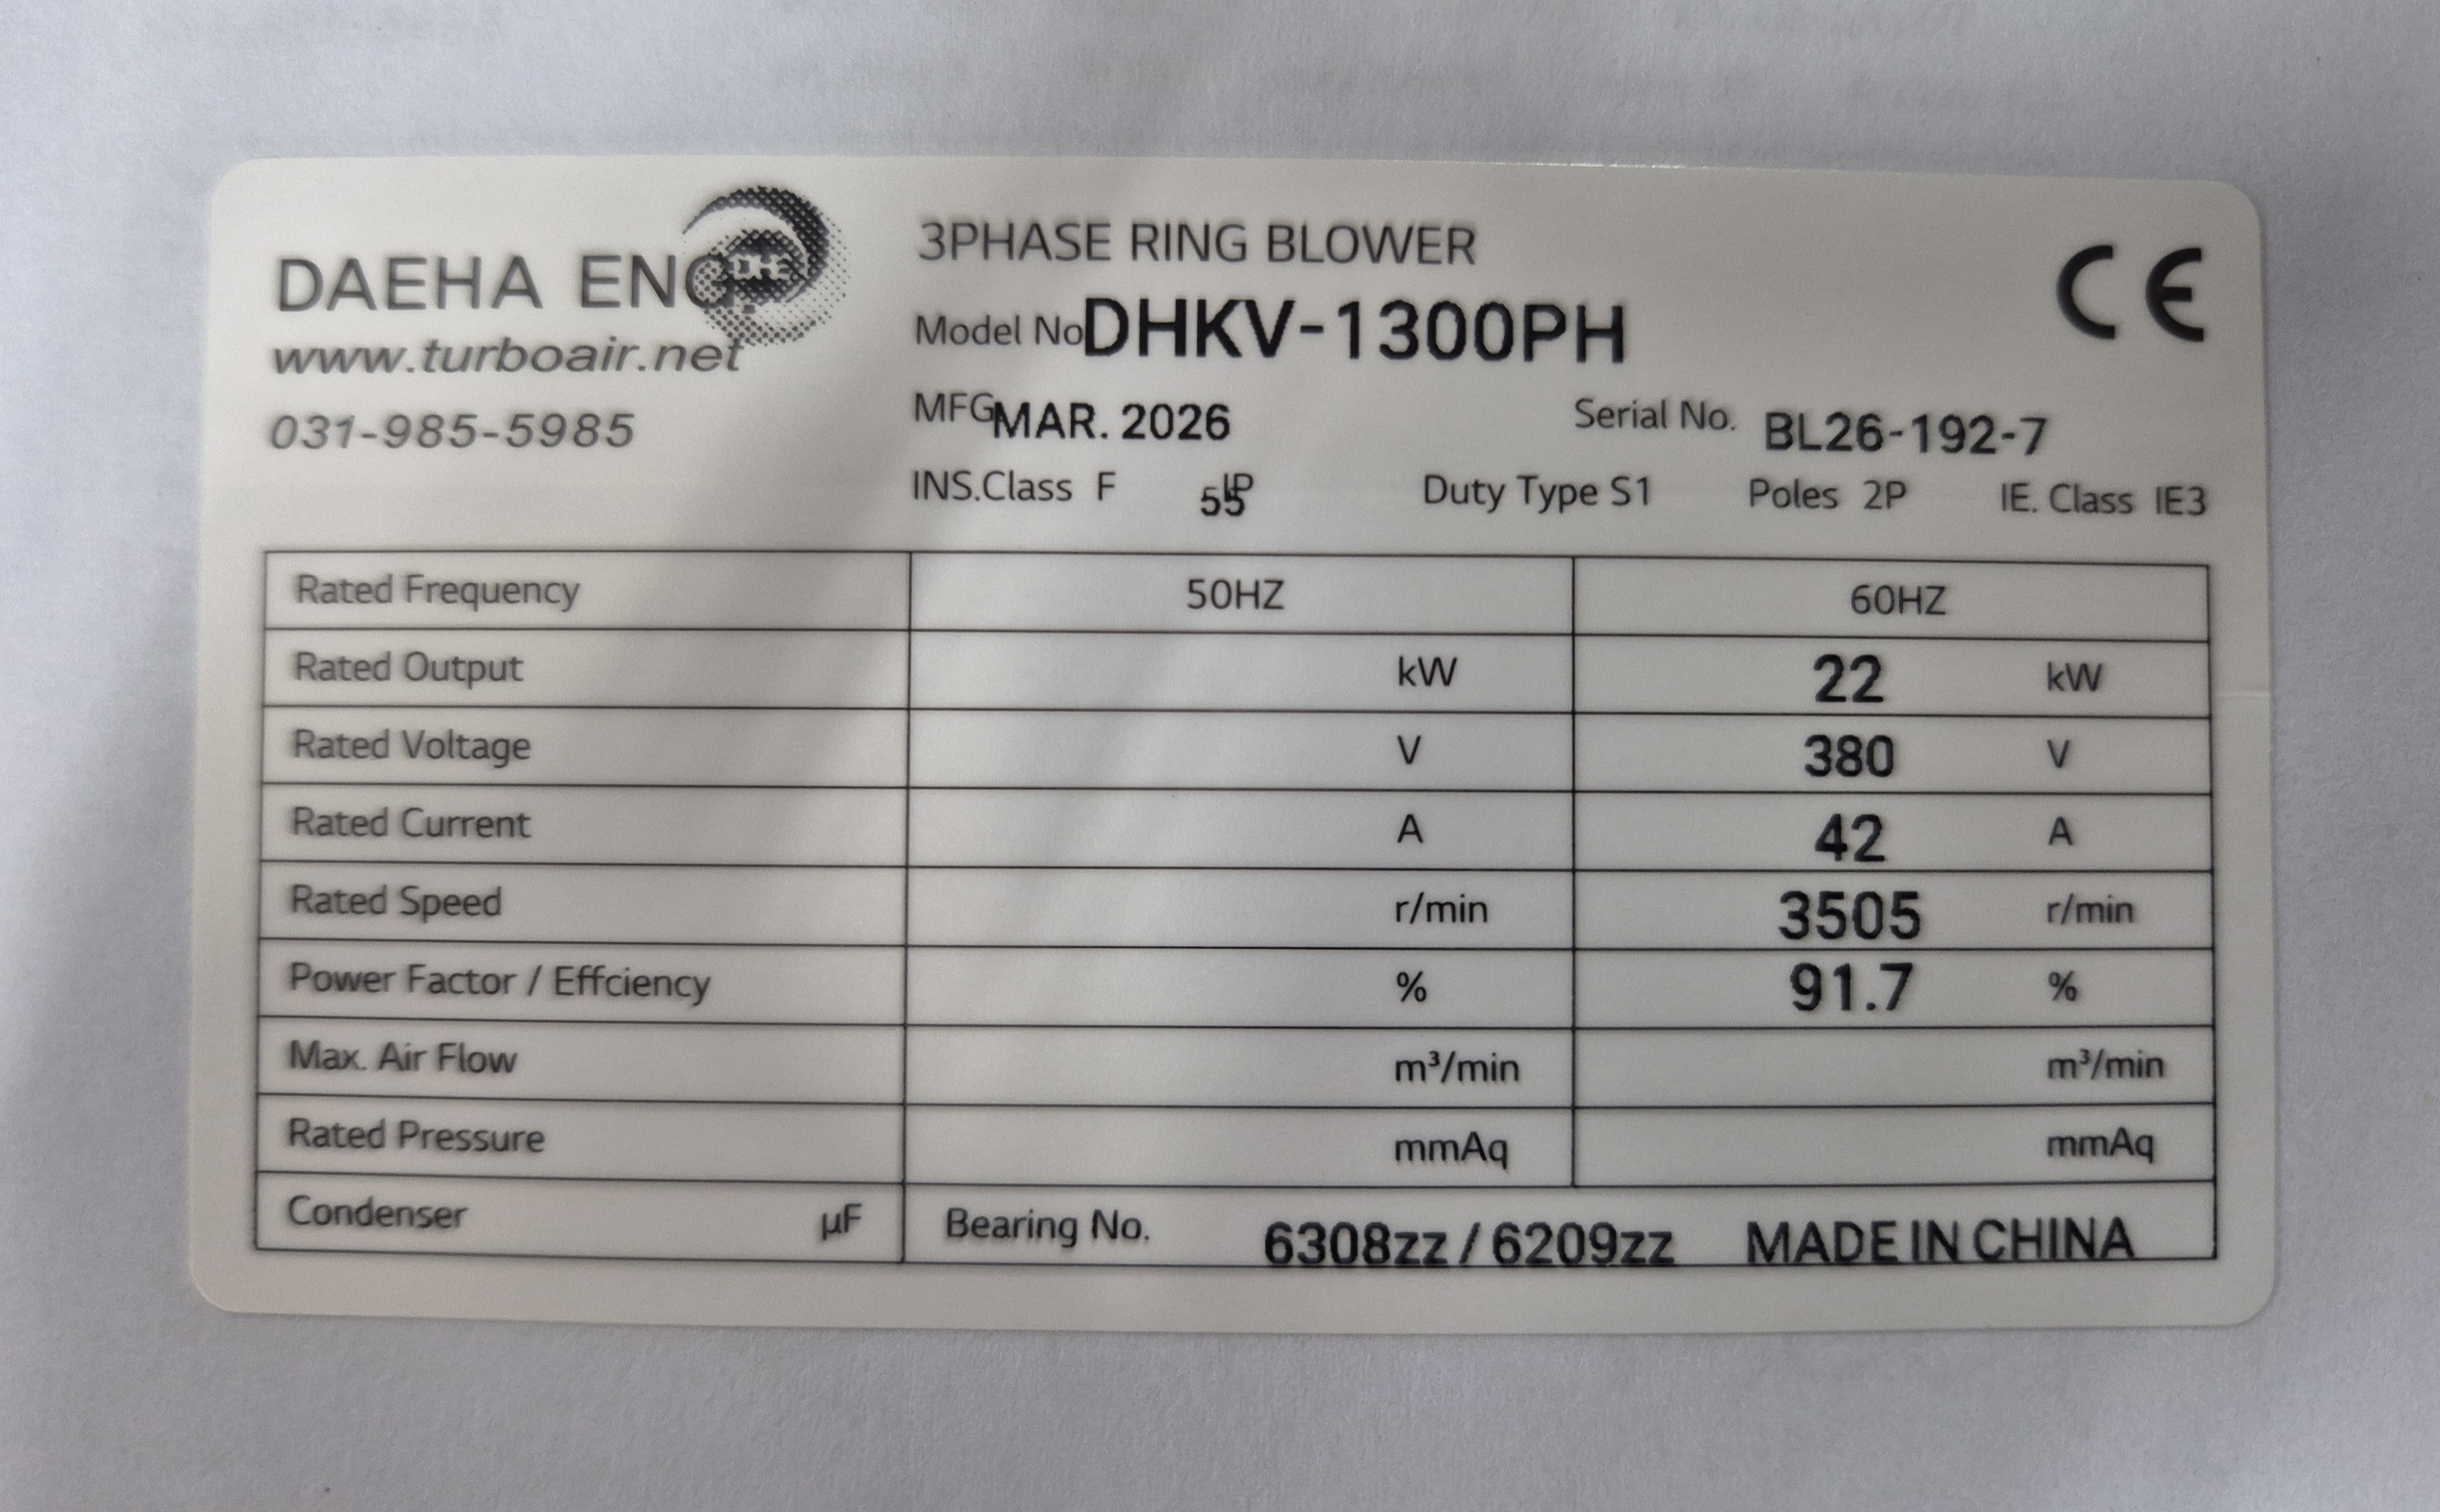 DAEHA ENG.
DHE
www.turboair.net
031-985-5985
3PHASE RING BLOWER
Model No DHKV-1300PH
CE
MFG MAR. 2026 Serial No. BL26-192-7
INS.Class F IP 55 Duty Type S1 Poles 2P IE. Class IE3
Rated Frequency 50HZ 60HZ
Rated Output kW 22 kW
Rated Voltage V 380 V
Rated Current A 42 A
Rated Speed r/min 3505 r/min
Power Factor / Effciency % 91.7 %
Max. Air Flow m³/min m³/min
Rated Pressure mmAq mmAq
Condenser µF Bearing No. 6308zz / 6209zz MADE IN CHINA